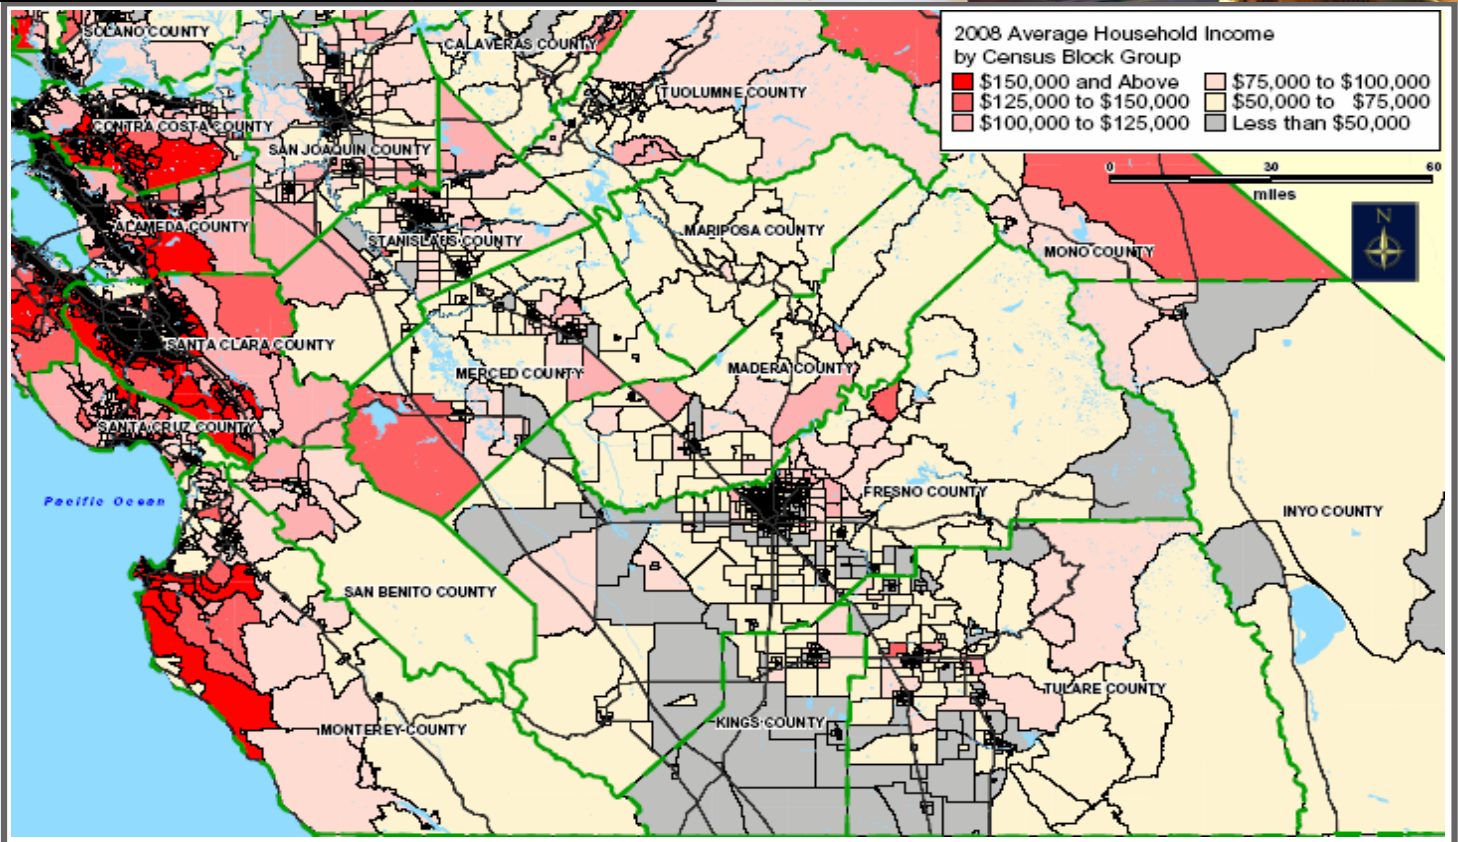 2008 Average Household Income
by Census Block Group
$150,000 and Above
$75,000 to $100,000
$125,000 to $150,000
$50,000 to $75,000
$100,000 to $125,000
Less than $50,000
0 30 60
miles
N
SOLANO COUNTY
CALAVERAS COUNTY
TUOLUMNE COUNTY
CONTRA COSTA COUNTY
SAN JOAQUIN COUNTY
ALAMEDA COUNTY
STANISLAUS COUNTY
MARIPOSA COUNTY
MONO COUNTY
SANTA CLARA COUNTY
MERCED COUNTY
MADERA COUNTY
SANTA CRUZ COUNTY
Pacific Ocean
FRESNO COUNTY
INYO COUNTY
SAN BENITO COUNTY
TULARE COUNTY
KINGS COUNTY
MONTEREY COUNTY